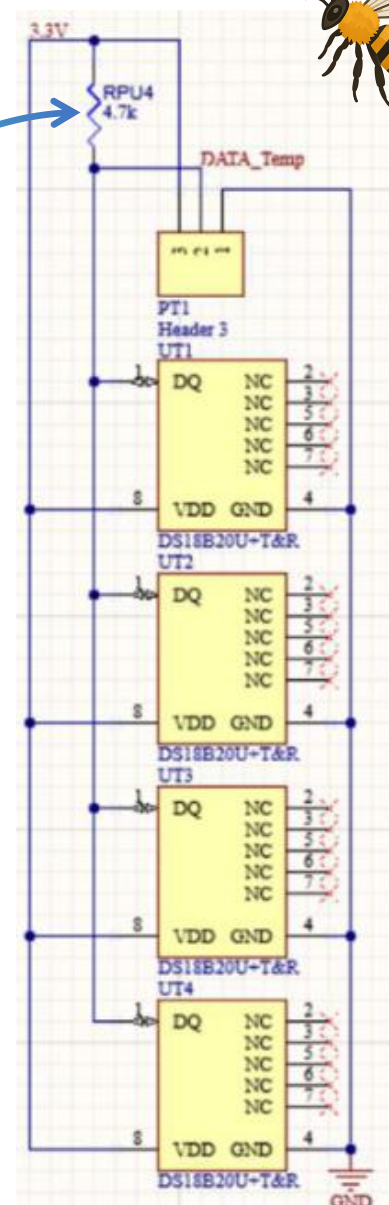 3.3V
RPU4
4.7k
DATA_Temp
PT1
Header 3
UT1
1 DQ NC 2
NC 3
NC 5
NC 6
NC 7
8 VDD GND 4
DS18B20U+T&R
UT2
1 DQ NC 2
NC 3
NC 5
NC 6
NC 7
8 VDD GND 4
DS18B20U+T&R
UT3
1 DQ NC 2
NC 3
NC 5
NC 6
NC 7
8 VDD GND 4
DS18B20U+T&R
UT4
1 DQ NC 2
NC 3
NC 5
NC 6
NC 7
8 VDD GND 4
DS18B20U+T&R
GND